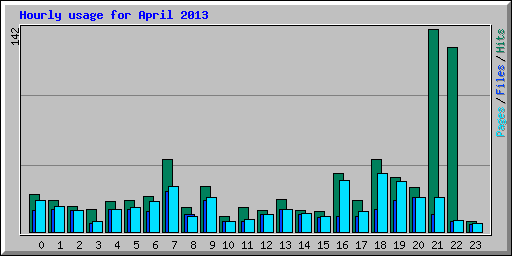 Hourly usage for April 2013
142
Pages / Files / Hits
0 1 2 3 4 5 6 7 8 9 10 11 12 13 14 15 16 17 18 19 20 21 22 23